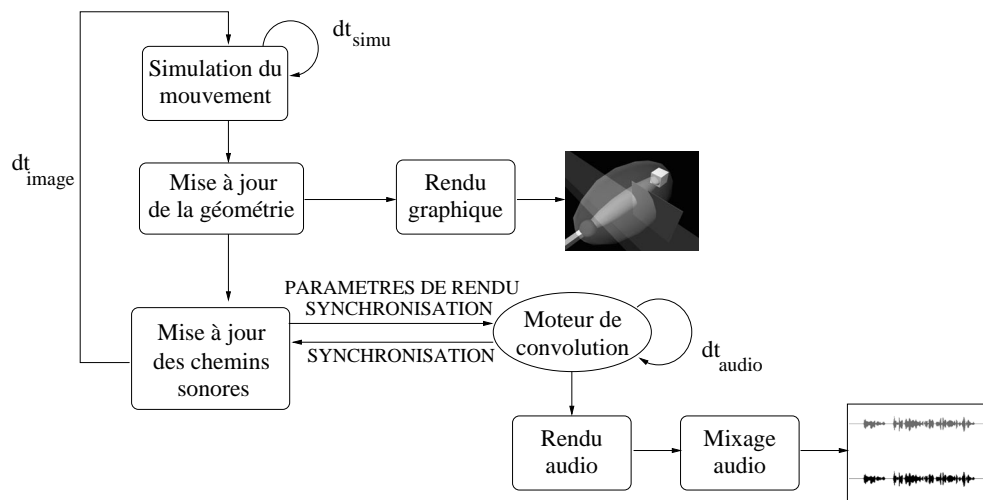 dt_simu
Simulation du
mouvement
dt_image
Mise à jour
de la géométrie
Rendu
graphique
PARAMETRES DE RENDU
SYNCHRONISATION
Mise à jour
des chemins
sonores
SYNCHRONISATION
Moteur de
convolution
dt_audio
Rendu
audio
Mixage
audio